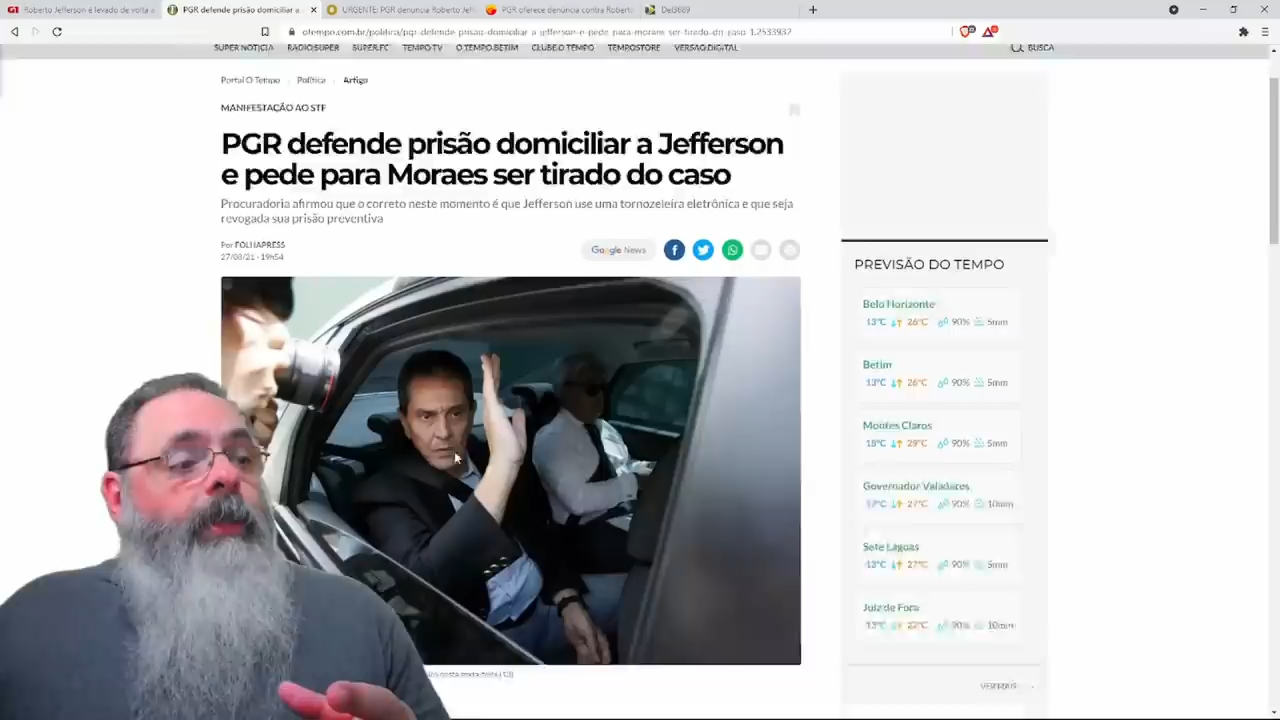 Roberto Jefferson é levado de volta a
PGR defende prisão domiciliar a
URGENTE: PGR denuncia Roberto Jeff
PGR oferece denúncia contra Roberto
Del3689
otempo.com.br/politica/pgr-defende-prisao-domiciliar-a-jefferson-e-pede-para-moraes-ser-tirado-do-caso-1.2533937
SUPER NOTÍCIA RÁDIO SUPER SUPER.FC TEMPO TV O TEMPO BETIM CLUBE O TEMPO TEMPOSTORE VERSÃO DIGITAL BUSCA
Portal O Tempo Política Artigo
MANIFESTAÇÃO AO STF
PGR defende prisão domiciliar a Jefferson
e pede para Moraes ser tirado do caso
Procuradoria afirmou que o correto neste momento é que Jefferson use uma tornozeleira eletrônica e que seja
revogada sua prisão preventiva
Por FOLHAPRESS
27/08/21 - 19h54
Google News
PREVISÃO DO TEMPO
Belo Horizonte
13°C 26°C 90% 5mm
Betim
13°C 26°C 90% 5mm
Montes Claros
18°C 29°C 90% 5mm
Governador Valadares
17°C 27°C 90% 10mm
Sete Lagoas
13°C 27°C 90% 5mm
Juiz de Fora
13°C 22°C 90% 10mm
VER MAIS